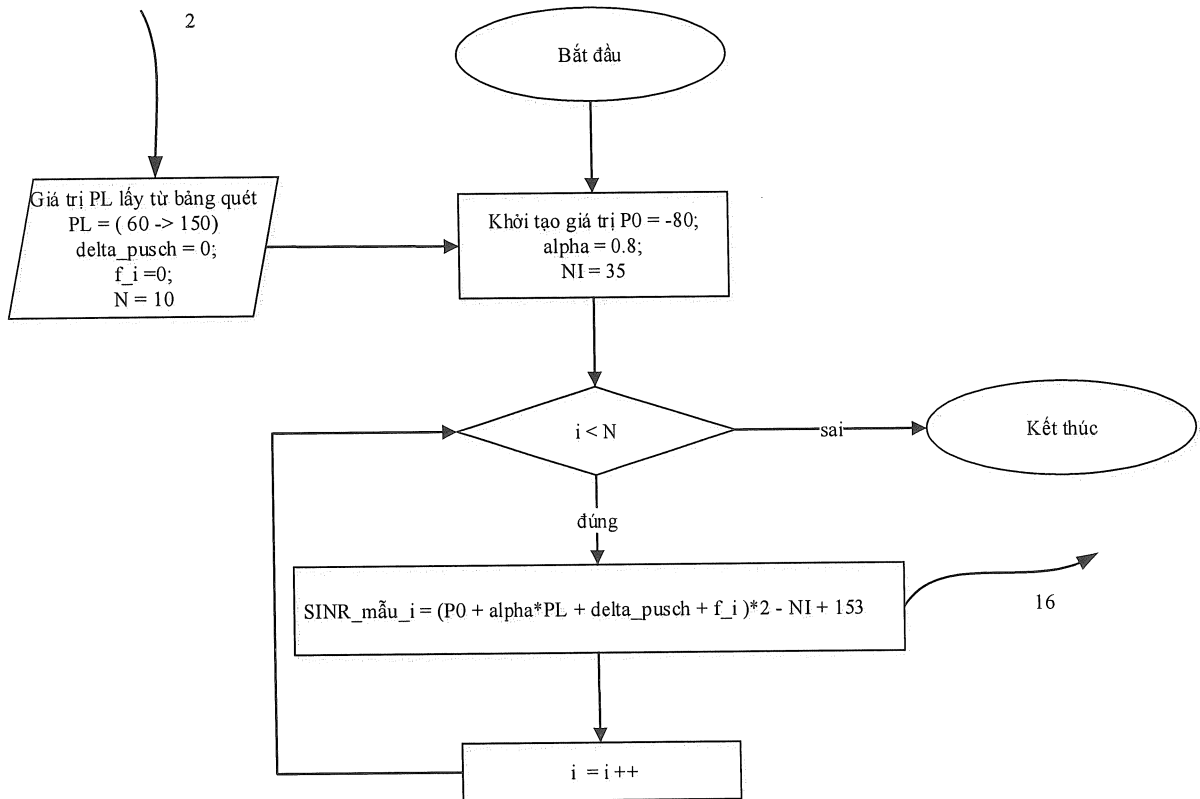 2
Bắt đầu
Giá trị PL lấy từ bảng quét
PL = ( 60 -> 150)
delta_pusch = 0;
f_i =0;
N = 10
Khởi tạo giá trị P0 = -80;
alpha = 0.8;
NI = 35
i < N
sai
Kết thúc
đúng
SINR_mẫu_i = (P0 + alpha*PL + delta_pusch + f_i )*2 - NI + 153
16
i = i ++